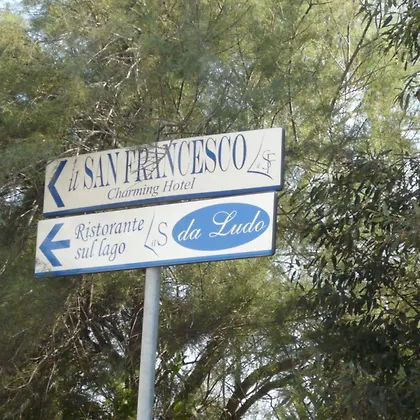 il SAN FRANCESCO
Charming Hotel
Ristorante
sul lago
da Ludo